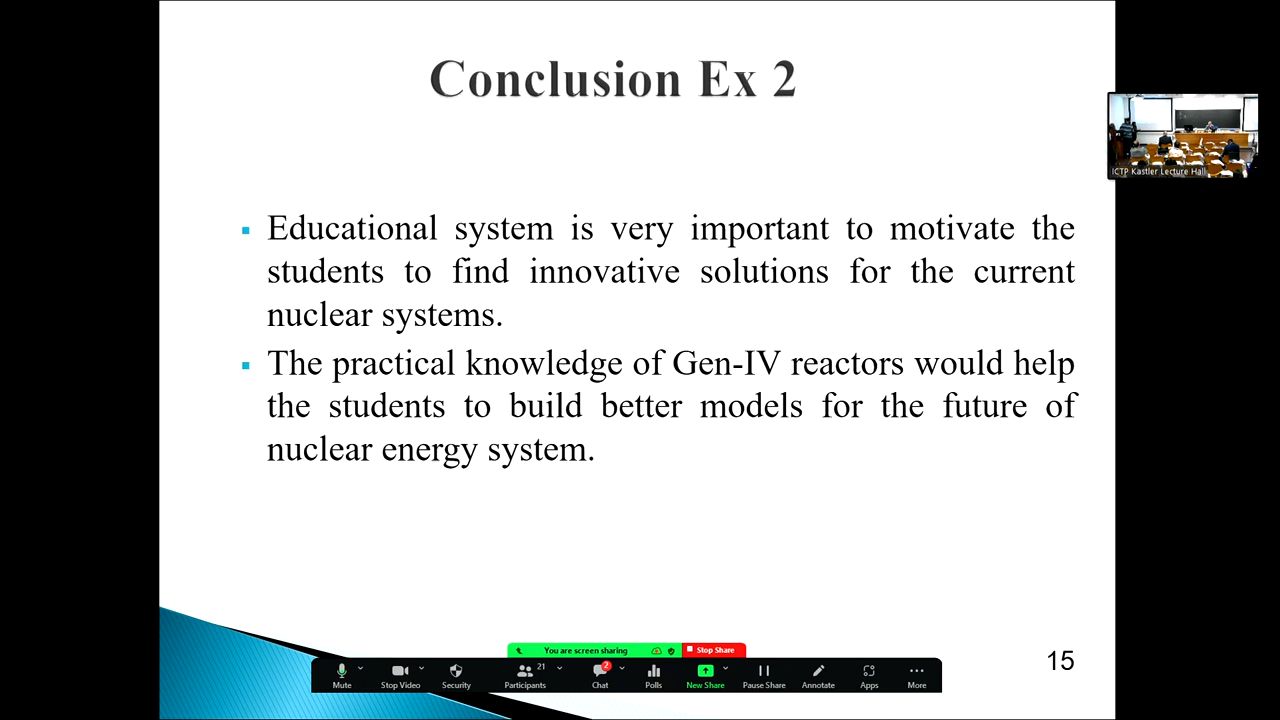 Conclusion Ex 2
ICTP Kastler Lecture Hall
Educational system is very important to motivate the
students to find innovative solutions for the current
nuclear systems.
The practical knowledge of Gen-IV reactors would help
the students to build better models for the future of
nuclear energy system.
You are screen sharing
Stop Share
15
21
2
Mute
Stop Video
Security
Participants
Chat
Polls
New Share
Pause Share
Annotate
Apps
More